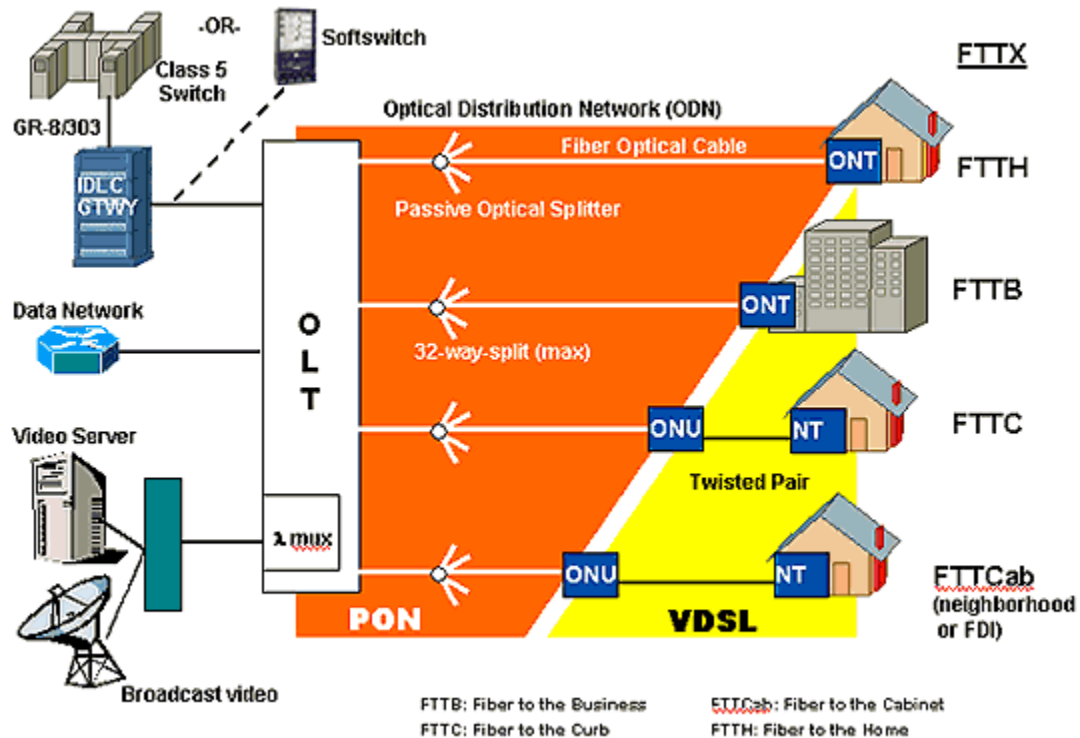 -OR-
Softswitch
FTTX
Class 5
Switch
Optical Distribution Network (ODN)
GR-8/303
Fiber Optical Cable
ONT
FTTH
IDLC
GTWY
Passive Optical Splitter
ONT
FTTB
Data Network
OLT
32-way-split (max)
ONU
NT
FTTC
Video Server
Twisted Pair
λ mux
ONU
NT
FTTCab
(neighborhood
or FDI)
PON
VDSL
Broadcast video
FTTB: Fiber to the Business
FTTCab: Fiber to the Cabinet
FTTC: Fiber to the Curb
FTTH: Fiber to the Home